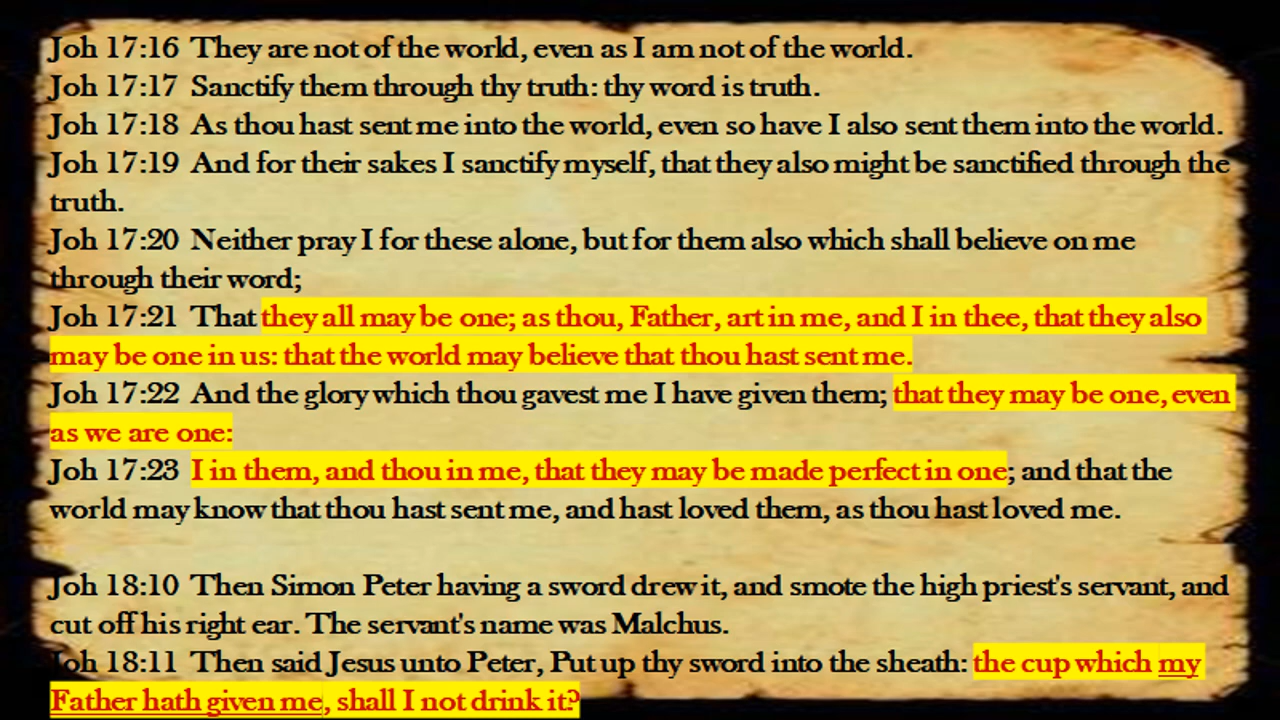 Joh 17:16  They are not of the world, even as I am not of the world.
Joh 17:17  Sanctify them through thy truth: thy word is truth.
Joh 17:18  As thou hast sent me into the world, even so have I also sent them into the world.
Joh 17:19  And for their sakes I sanctify myself, that they also might be sanctified through the
truth.
Joh 17:20  Neither pray I for these alone, but for them also which shall believe on me
through their word;
Joh 17:21  That they all may be one; as thou, Father, art in me, and I in thee, that they also
may be one in us: that the world may believe that thou hast sent me.
Joh 17:22  And the glory which thou gavest me I have given them; that they may be one, even
as we are one:
Joh 17:23  I in them, and thou in me, that they may be made perfect in one; and that the
world may know that thou hast sent me, and hast loved them, as thou hast loved me.
Joh 18:10  Then Simon Peter having a sword drew it, and smote the high priest's servant, and
cut off his right ear. The servant's name was Malchus.
Joh 18:11  Then said Jesus unto Peter, Put up thy sword into the sheath: the cup which my
Father hath given me, shall I not drink it?